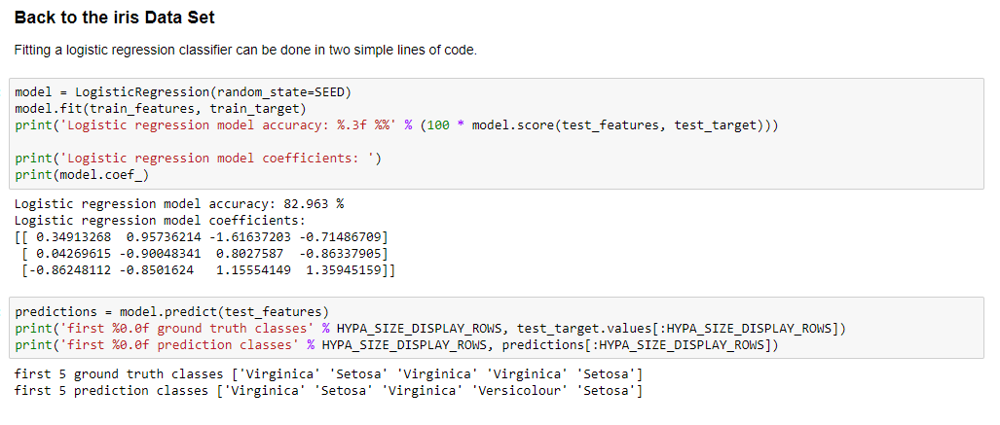 Back to the iris Data Set
Fitting a logistic regression classifier can be done in two simple lines of code.
model = LogisticRegression(random_state=SEED)
model.fit(train_features, train_target)
print('Logistic regression model accuracy: %.3f %%' % (100 * model.score(test_features, test_target)))
print('Logistic regression model coefficients: ')
print(model.coef_)
Logistic regression model accuracy: 82.963 %
Logistic regression model coefficients:
[[ 0.34913268  0.95736214 -1.61637203 -0.71486709]
 [ 0.04269615 -0.90048341  0.8027587  -0.86337905]
 [-0.86248112 -0.8501624   1.15554149  1.35945159]]
predictions = model.predict(test_features)
print('first %0.0f ground truth classes' % HYPA_SIZE_DISPLAY_ROWS, test_target.values[:HYPA_SIZE_DISPLAY_ROWS])
print('first %0.0f prediction classes' % HYPA_SIZE_DISPLAY_ROWS, predictions[:HYPA_SIZE_DISPLAY_ROWS])
first 5 ground truth classes ['Virginica' 'Setosa' 'Virginica' 'Virginica' 'Setosa']
first 5 prediction classes ['Virginica' 'Setosa' 'Virginica' 'Versicolour' 'Setosa']